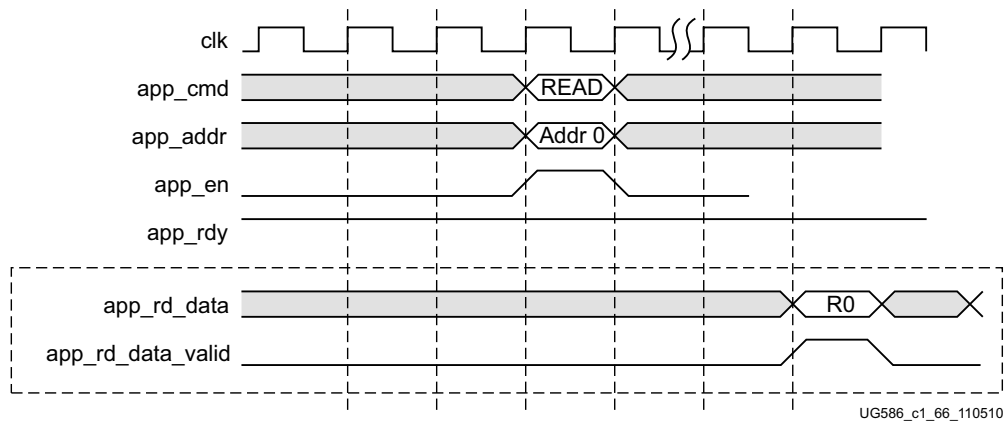 clk
app_cmd READ
app_addr Addr 0
app_en
app_rdy
app_rd_data R0
app_rd_data_valid
UG586_c1_66_110510